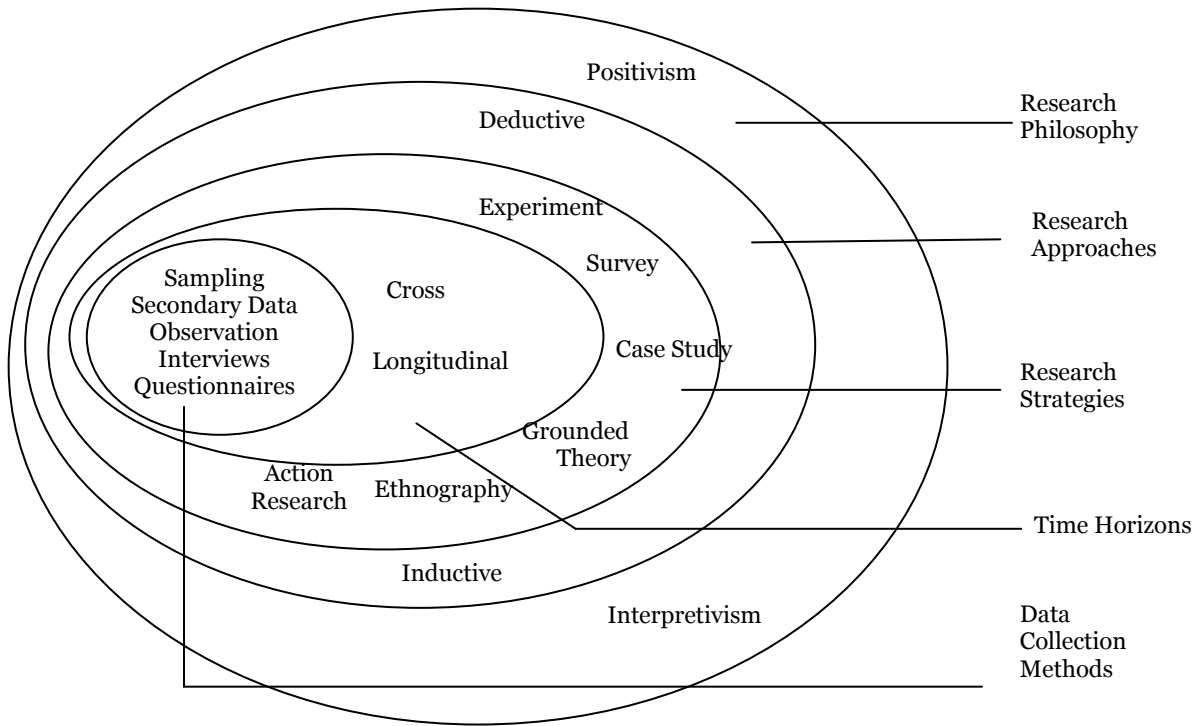 Positivism
Deductive
Experiment
Survey
Cross
Longitudinal
Case Study
Grounded
Theory
Ethnography
Action
Research
Inductive
Interpretivism
Sampling
Secondary Data
Observation
Interviews
Questionnaires
Research
Philosophy
Research
Approaches
Research
Strategies
Time Horizons
Data
Collection
Methods